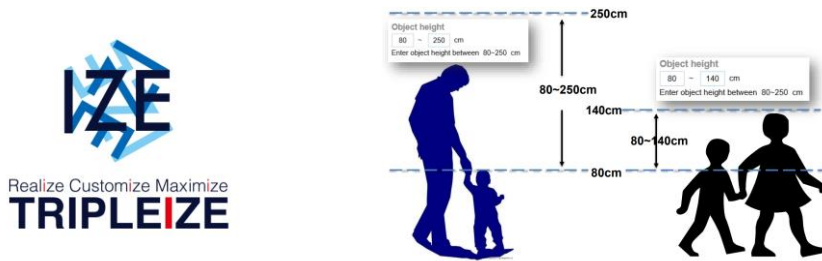 IZE
Realize Customize Maximize
TRIPLEIZE
Object height
80 ~ 250 cm
Enter object height between 80~250 cm
250cm
80~250cm
140cm
80cm
Object height
80 ~ 140 cm
Enter object height between 80~250 cm
80~140cm